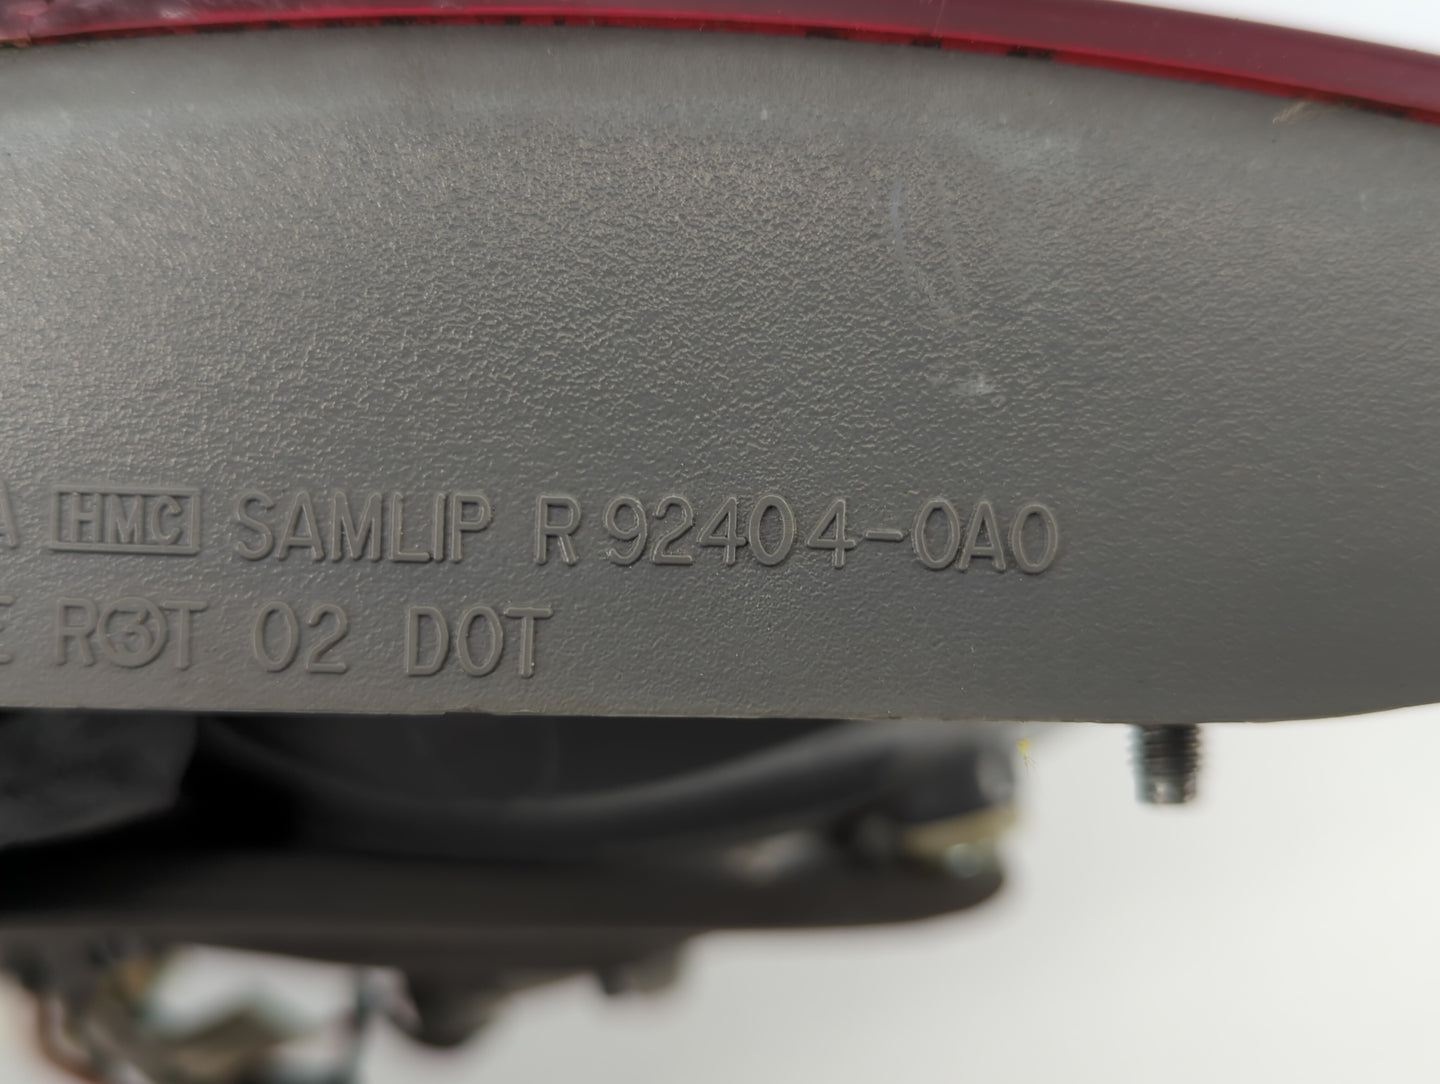 A HMC SAMLIP R 92404-0A0
E R③T 02 DOT